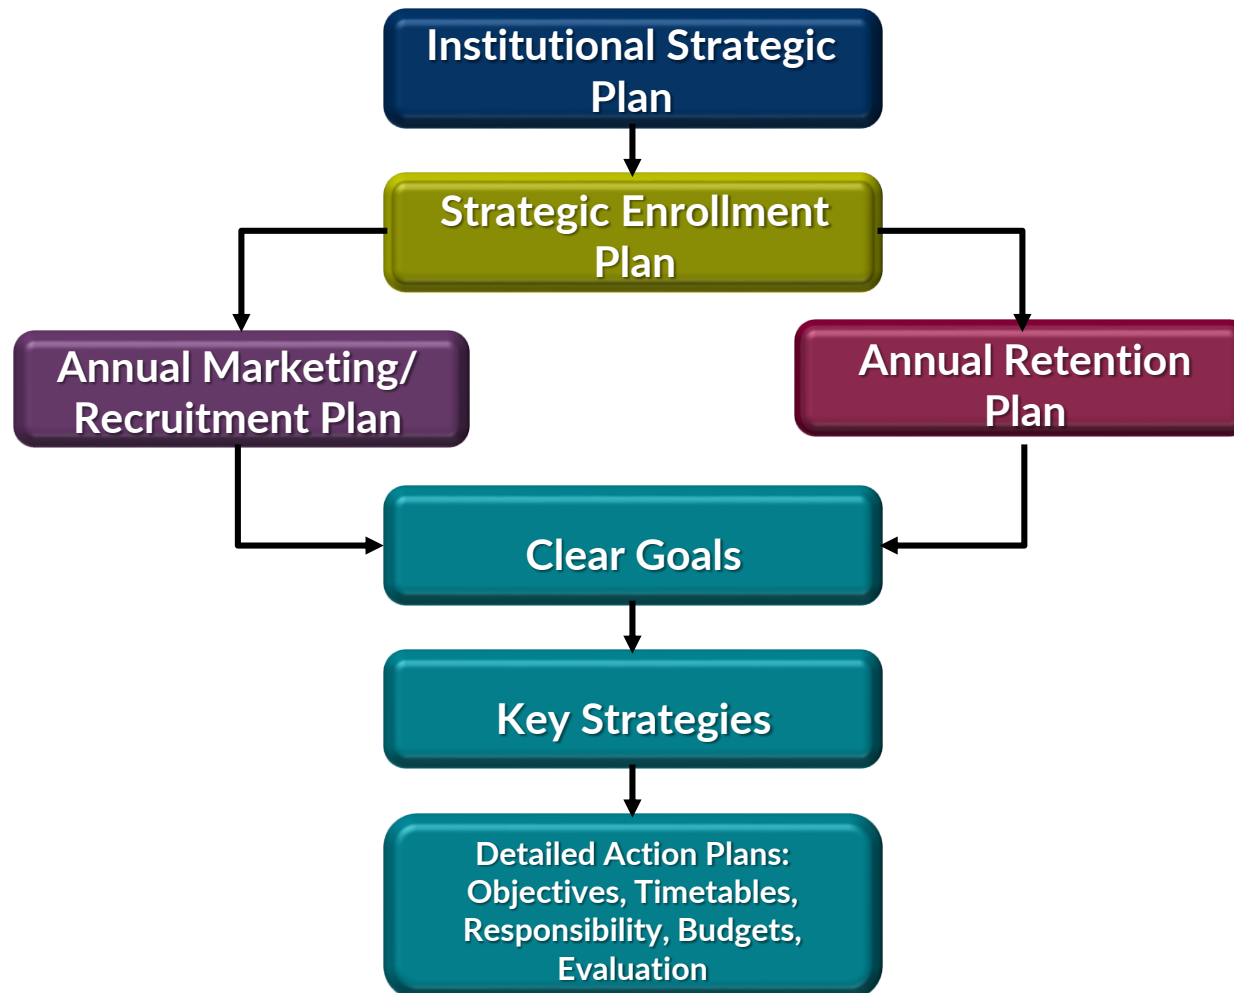 Institutional Strategic
Plan
Strategic Enrollment
Plan
Annual Marketing/
Recruitment Plan
Annual Retention
Plan
Clear Goals
Key Strategies
Detailed Action Plans:
Objectives, Timetables,
Responsibility, Budgets,
Evaluation